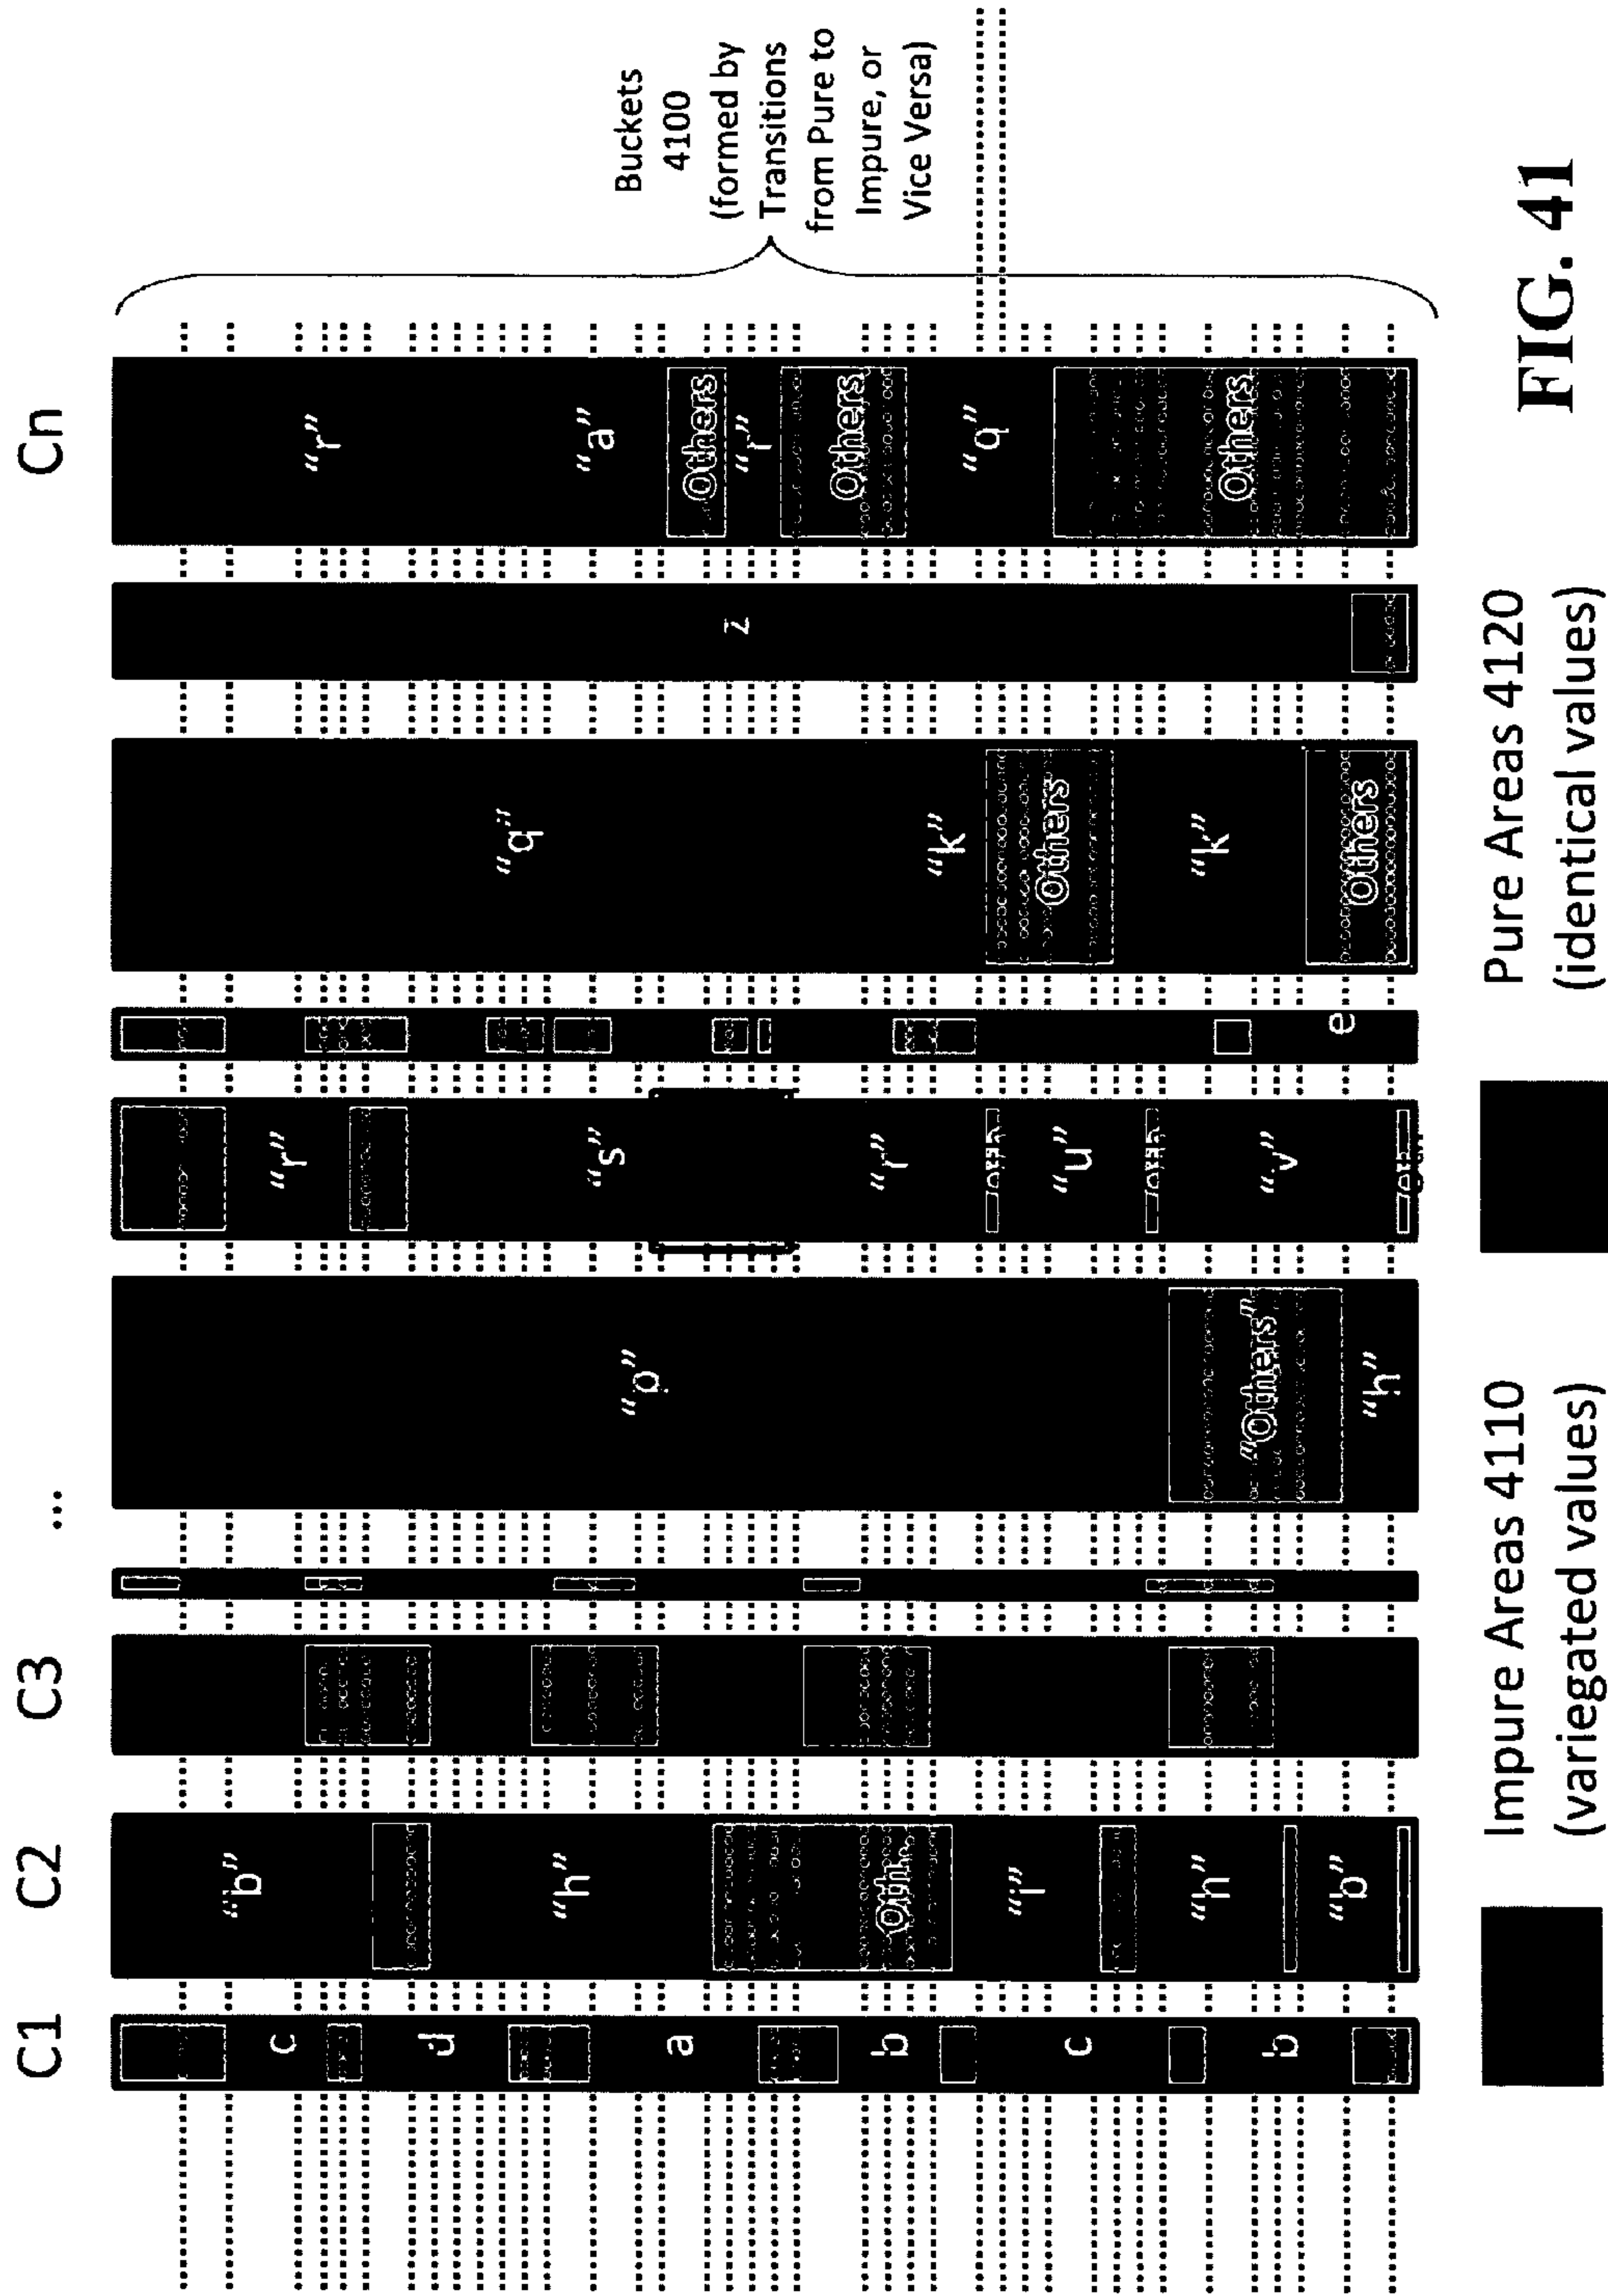 C1
C2
C3
...
Cn
c
d
a
b
c
b
“b”
“h”
Oth.
“i”
“h”
“b”
“p”
“Others”
“h”
“r”
“s”
“r”
“u”
“v”
e
“q”
“k”
Others
“k”
Others
z
“r”
“a”
Others
“r”
Others
“q”
Others
Buckets
4100
(formed by
Transitions
from Pure to
Impure, or
Vice Versa)
Impure Areas 4110
(variegated values)
Pure Areas 4120
(identical values)
FIG. 41